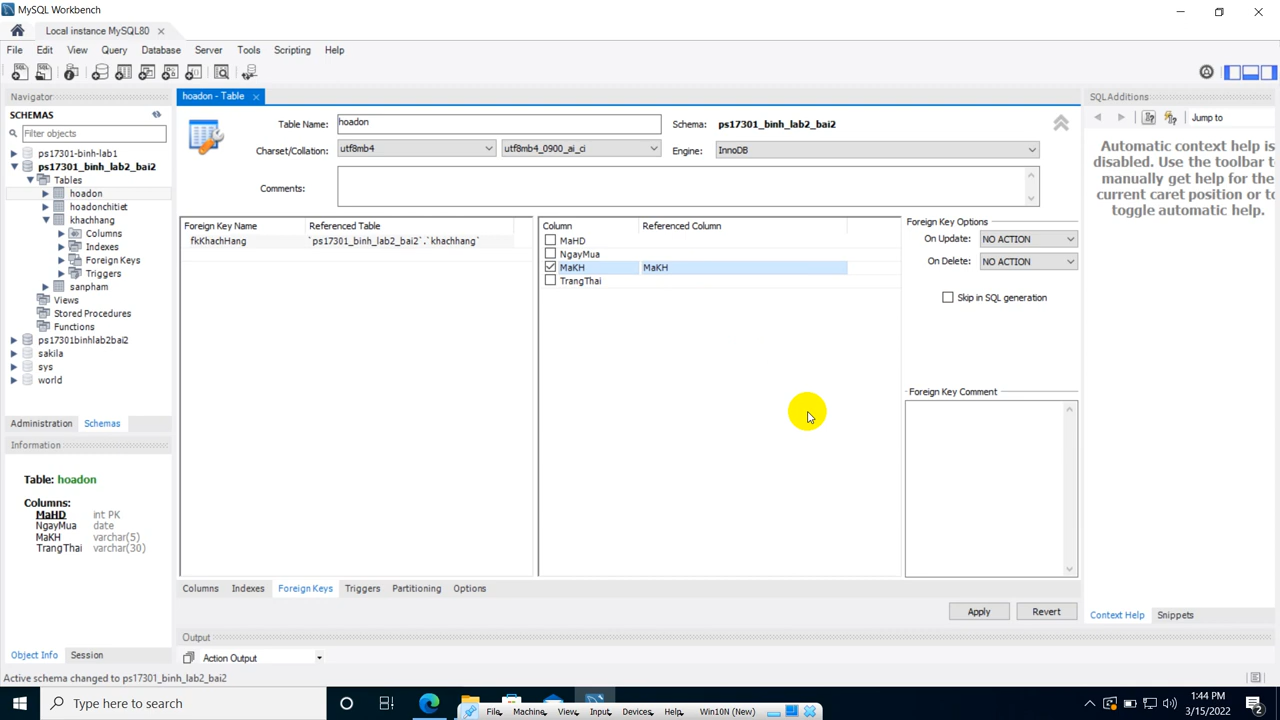 MySQL Workbench
Local instance MySQL80
File Edit View Query Database Server Tools Scripting Help
Navigator
SCHEMAS
Filter objects
ps17301-binh-lab1
ps17301_binh_lab2_bai2
Tables
hoadon
hoadonchitiet
khachhang
Columns
Indexes
Foreign Keys
Triggers
sanpham
Views
Stored Procedures
Functions
ps17301binhlab2bai2
sakila
sys
world
Administration Schemas
Information
Table: hoadon
Columns:
MaHD int PK
NgayMua date
MaKH varchar(5)
TrangThai varchar(30)
Object Info Session
hoadon - Table
Table Name: hoadon Schema: ps17301_binh_lab2_bai2
Charset/Collation: utf8mb4 utf8mb4_0900_ai_ci Engine: InnoDB
Comments:
Foreign Key Name Referenced Table
fkKhachHang `ps17301_binh_lab2_bai2`.`khachhang`
Column Referenced Column
MaHD
NgayMua
MaKH MaKH
TrangThai
Foreign Key Options
On Update: NO ACTION
On Delete: NO ACTION
Skip in SQL generation
Foreign Key Comment
Columns Indexes Foreign Keys Triggers Partitioning Options
Apply Revert
Output
Action Output
SQLAdditions
Jump to
Automatic context help is
disabled. Use the toolbar t
manually get help for the
current caret position or to
toggle automatic help.
Context Help Snippets
Active schema changed to ps17301_binh_lab2_bai2
Type here to search
File Machine View Input Devices Help Win10N (New)
1:44 PM
3/15/2022
2